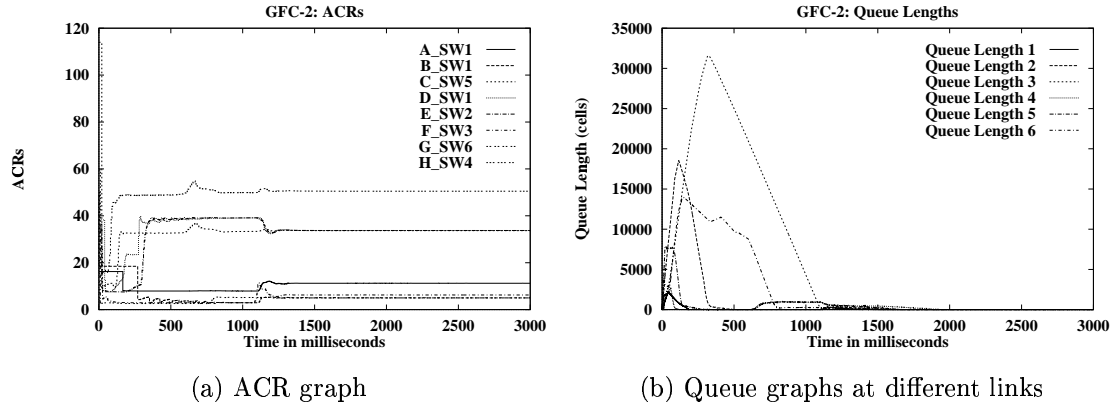 GFC-2: ACRs
120
100
80
60
40
20
0
ACRs
A_SW1
B_SW1
C_SW5
D_SW1
E_SW2
F_SW3
G_SW6
H_SW4
0 500 1000 1500 2000 2500 3000
Time in milliseconds
(a) ACR graph
GFC-2: Queue Lengths
35000
30000
25000
20000
15000
10000
5000
0
Queue Length (cells)
Queue Length 1
Queue Length 2
Queue Length 3
Queue Length 4
Queue Length 5
Queue Length 6
0 500 1000 1500 2000 2500 3000
Time in milliseconds
(b) Queue graphs at different links